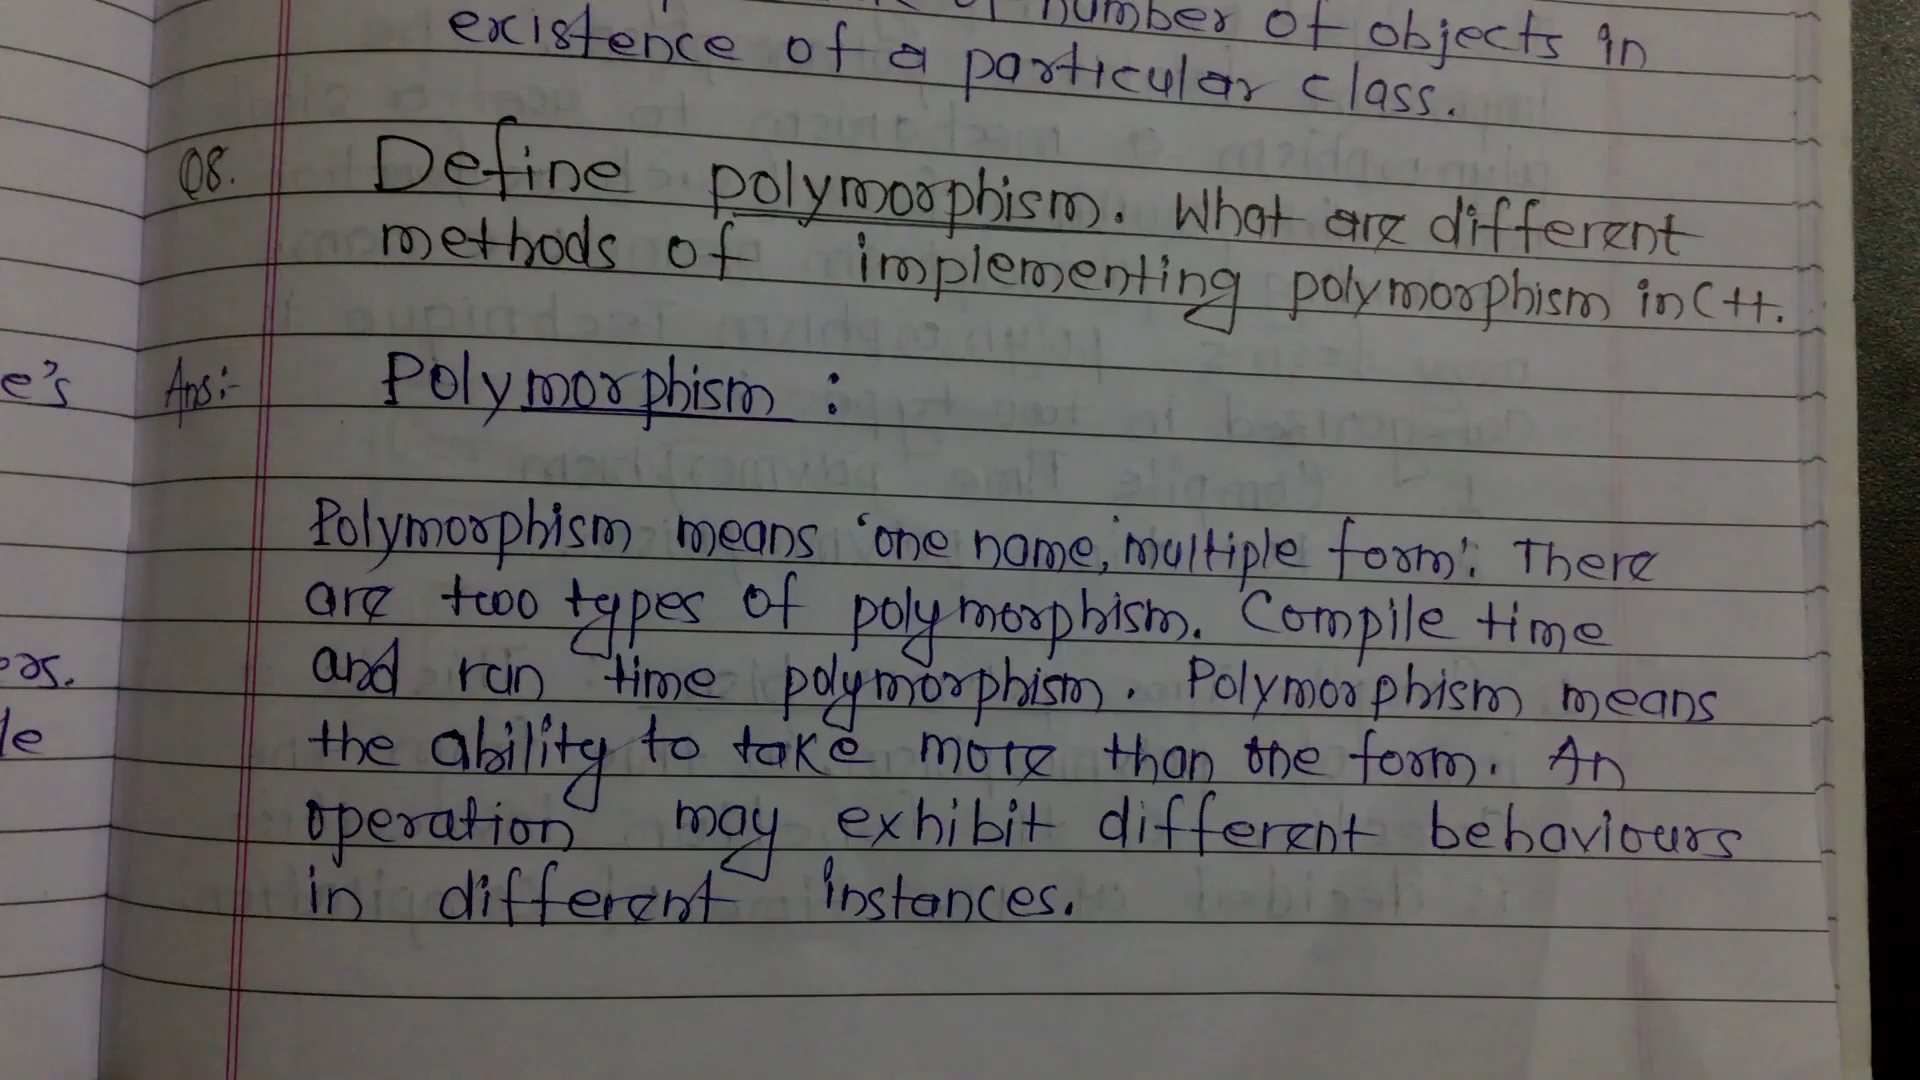 number of objects in
existence of a particular class.
Q8. Define polymorphism. What are different
methods of implementing polymorphism in C++.
e's
Ans:- Polymorphism :
Polymorphism means 'one name, multiple form'. There
are two types of polymorphism. Compile time
and run time polymorphism. Polymorphism means
the ability to take more than one form. An
le
operation may exhibit different behaviours
in different instances.